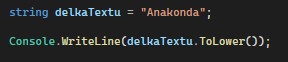 string delkaTextu = "Anakonda";
Console.WriteLine(delkaTextu.ToLower());